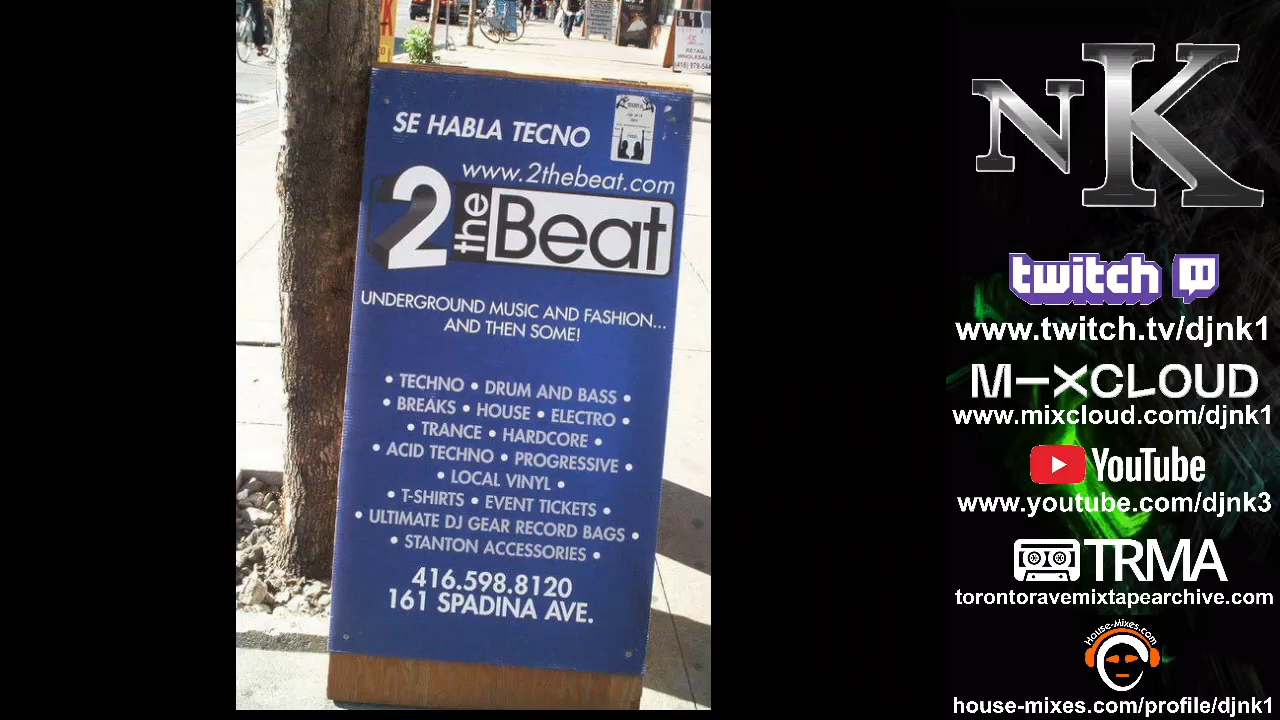 RETAIL
WHOLESALE
SE HABLA TECNO
www.2thebeat.com
2 the Beat
UNDERGROUND MUSIC AND FASHION...
AND THEN SOME!
• TECHNO • DRUM AND BASS •
• BREAKS • HOUSE • ELECTRO •
• TRANCE • HARDCORE •
• ACID TECHNO • PROGRESSIVE •
• LOCAL VINYL •
• T-SHIRTS • EVENT TICKETS •
• ULTIMATE DJ GEAR RECORD BAGS •
• STANTON ACCESSORIES •
416.598.8120
161 SPADINA AVE.
NK
twitch
www.twitch.tv/djnk1
M-XCLOUD
www.mixcloud.com/djnk1
YouTube
www.youtube.com/djnk3
TRMA
torontoravemixtapearchive.com
House-Mixes.com
house-mixes.com/profile/djnk1